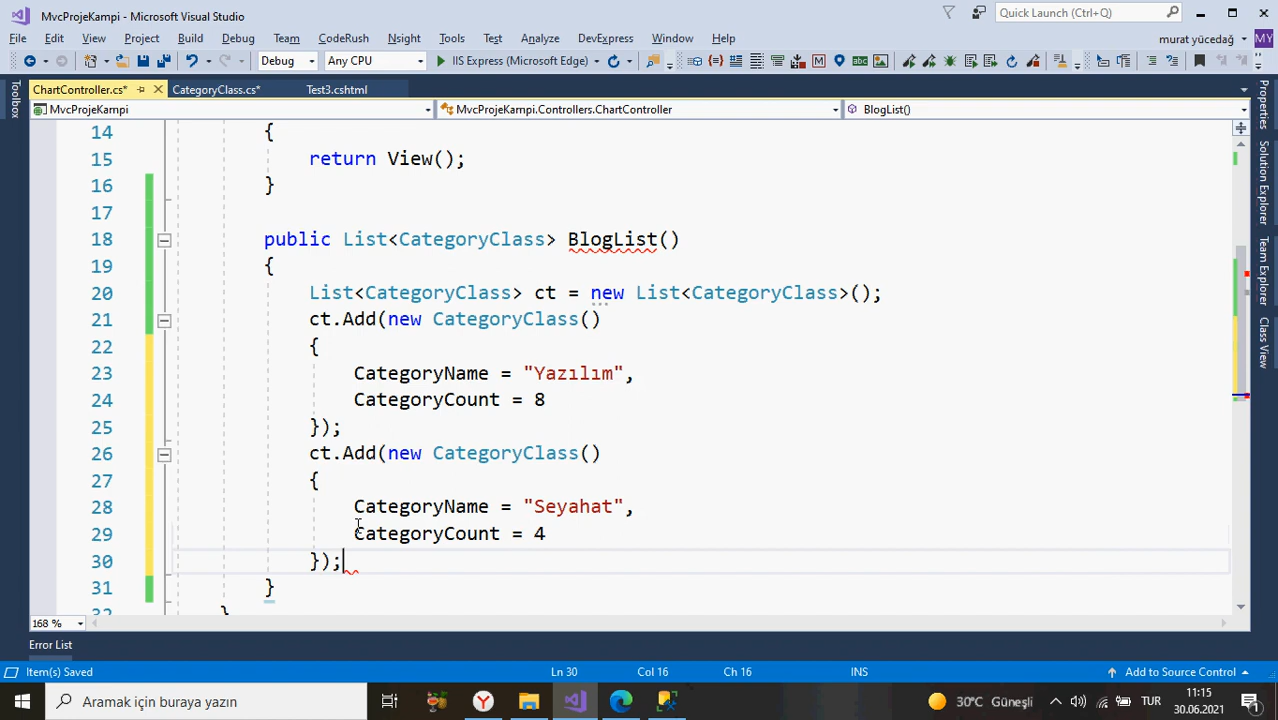 MvcProjeKampi - Microsoft Visual Studio
Quick Launch (Ctrl+Q)
File Edit View Project Build Debug Team CodeRush Nsight Tools Test Analyze DevExpress Window Help
murat yücedağ MY
Debug Any CPU IIS Express (Microsoft Edge)
ChartController.cs* CategoryClass.cs* Test3.cshtml
MvcProjeKampi MvcProjeKampi.Controllers.ChartController BlogList()
Toolbox
Properties
Solution Explorer
Team Explorer
Class View
14 {
15 return View();
16 }
17
18 public List<CategoryClass> BlogList()
19 {
20 List<CategoryClass> ct = new List<CategoryClass>();
21 ct.Add(new CategoryClass()
22 {
23 CategoryName = "Yazılım",
24 CategoryCount = 8
25 });
26 ct.Add(new CategoryClass()
27 {
28 CategoryName = "Seyahat",
29 CategoryCount = 4
30 });
31 }
32 }
168 %
Error List
Item(s) Saved Ln 30 Col 16 Ch 16 INS Add to Source Control
Aramak için buraya yazın 30°C Güneşli TUR 11:15
30.06.2021 1